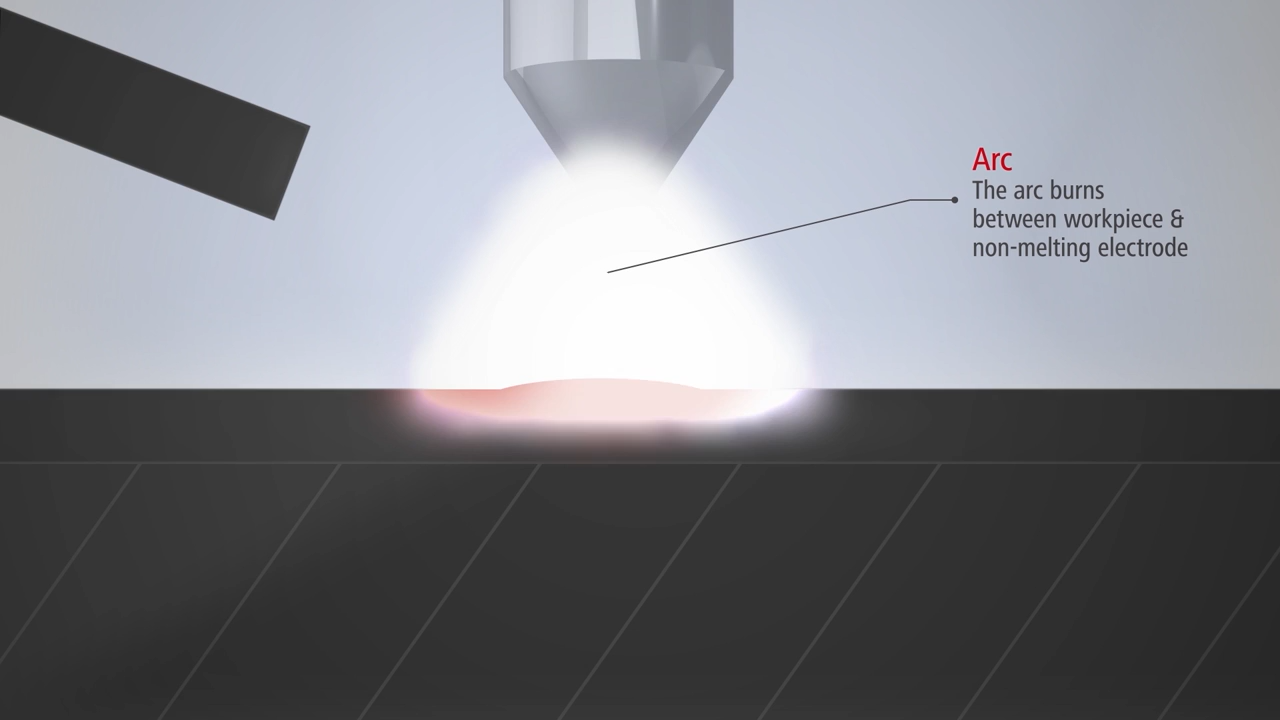 Arc
The arc burns
between workpiece &
non-melting electrode